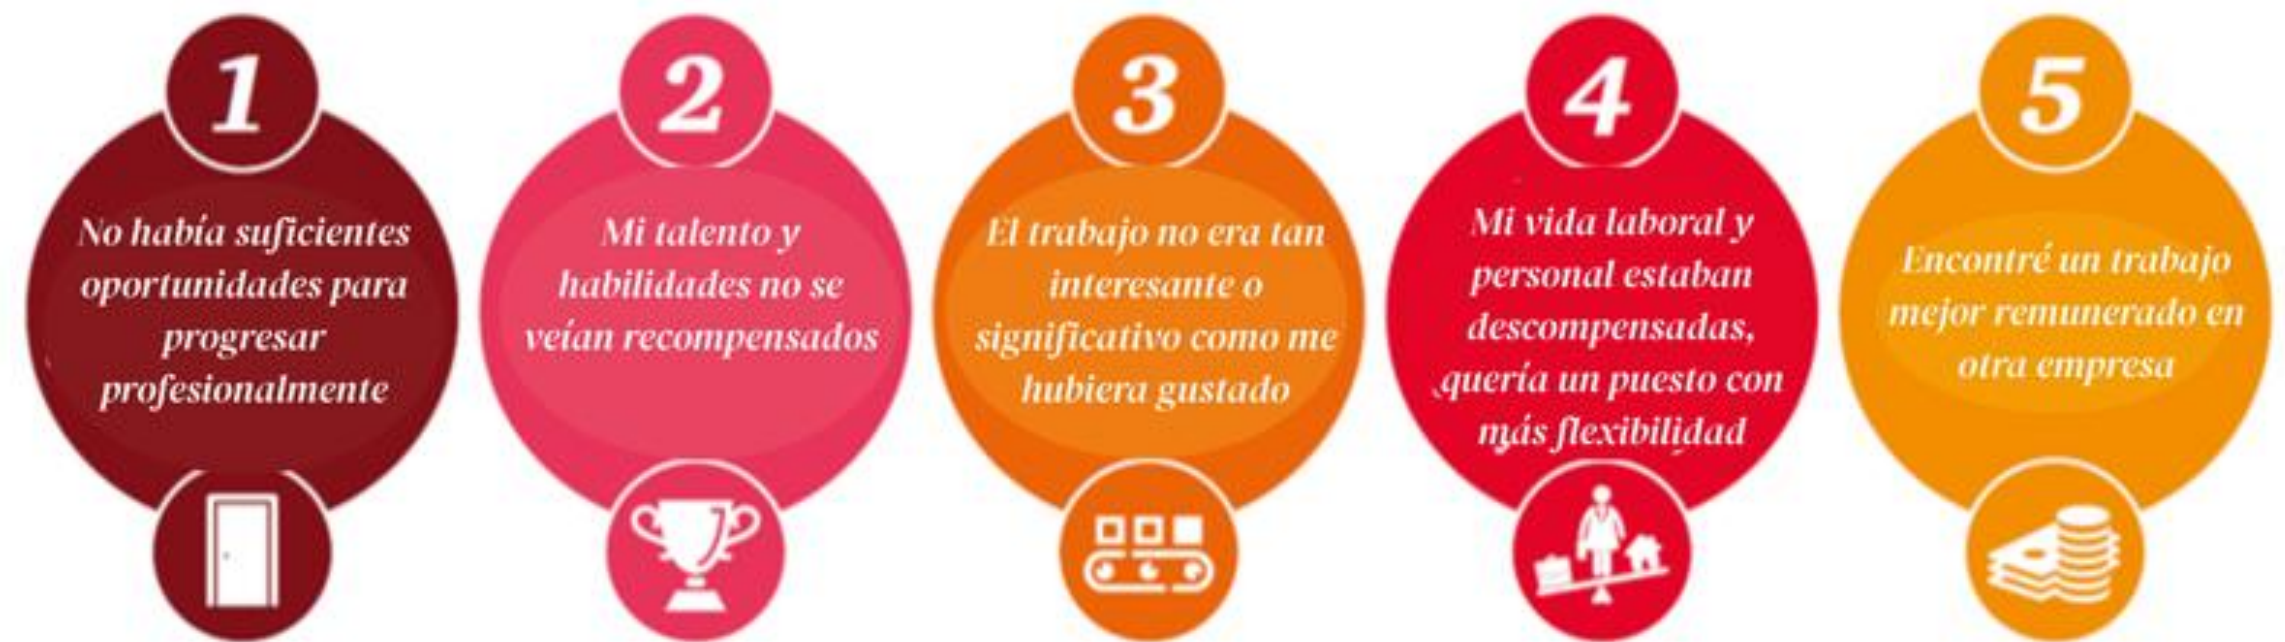 1
No había suficientes
oportunidades para
progresar
profesionalmente
2
Mi talento y
habilidades no se
veían recompensados
3
El trabajo no era tan
interesante o
significativo como me
hubiera gustado
4
Mi vida laboral y
personal estaban
descompensadas,
quería un puesto con
más flexibilidad
5
Encontré un trabajo
mejor remunerado en
otra empresa